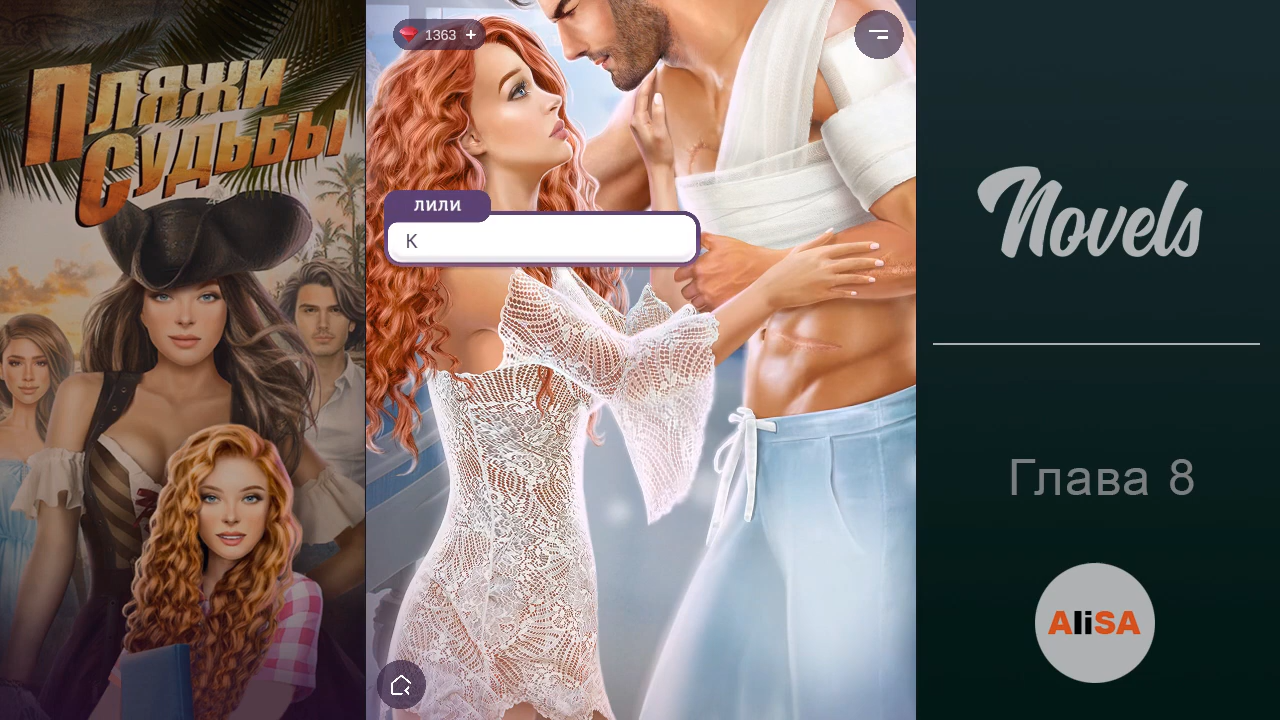 Пляжи
Судьбы
1363 +
ЛИЛИ
К
Novels
Глава 8
AliSA